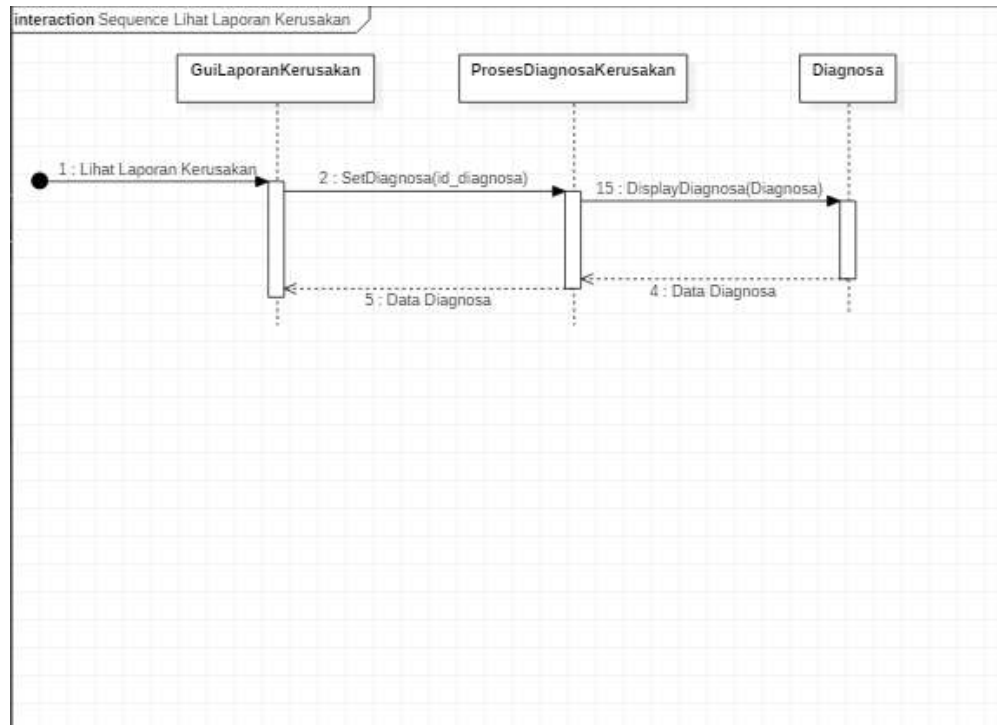 interaction Sequence Lihat Laporan Kerusakan
GuiLaporanKerusakan
ProsesDiagnosaKerusakan
Diagnosa
1 : Lihat Laporan Kerusakan
2 : SetDiagnosa(id_diagnosa)
15 : DisplayDiagnosa(Diagnosa)
5 : Data Diagnosa
4 : Data Diagnosa